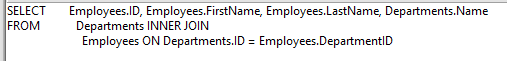 SELECT Employees.ID, Employees.FirstName, Employees.LastName, Departments.Name
FROM Departments INNER JOIN
Employees ON Departments.ID = Employees.DepartmentID